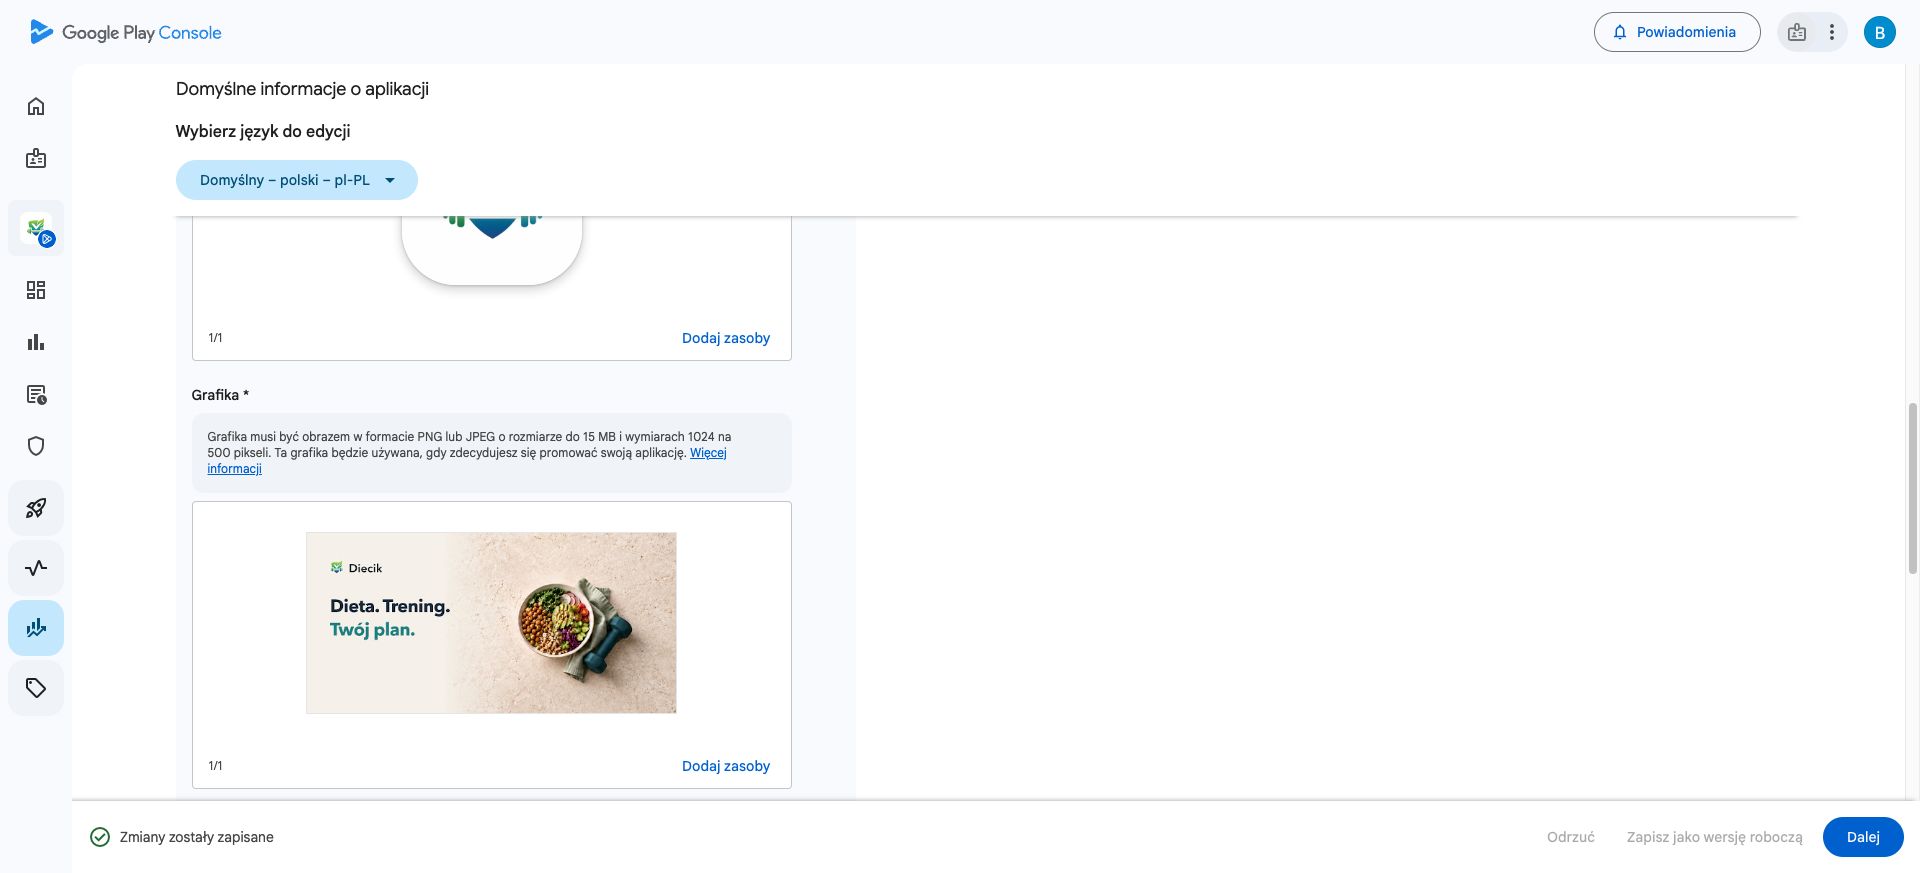 Google Play Console
Powiadomienia
B
Domyślne informacje o aplikacji
Wybierz język do edycji
Domyślny – polski – pl-PL
1/1
Dodaj zasoby
Grafika *
Grafika musi być obrazem w formacie PNG lub JPEG o rozmiarze do 15 MB i wymiarach 1024 na
500 pikseli. Ta grafika będzie używana, gdy zdecydujesz się promować swoją aplikację. Więcej
informacji
Diecik
Dieta. Trening.
Twój plan.
1/1
Dodaj zasoby
Zmiany zostały zapisane
Odrzuć
Zapisz jako wersję roboczą
Dalej